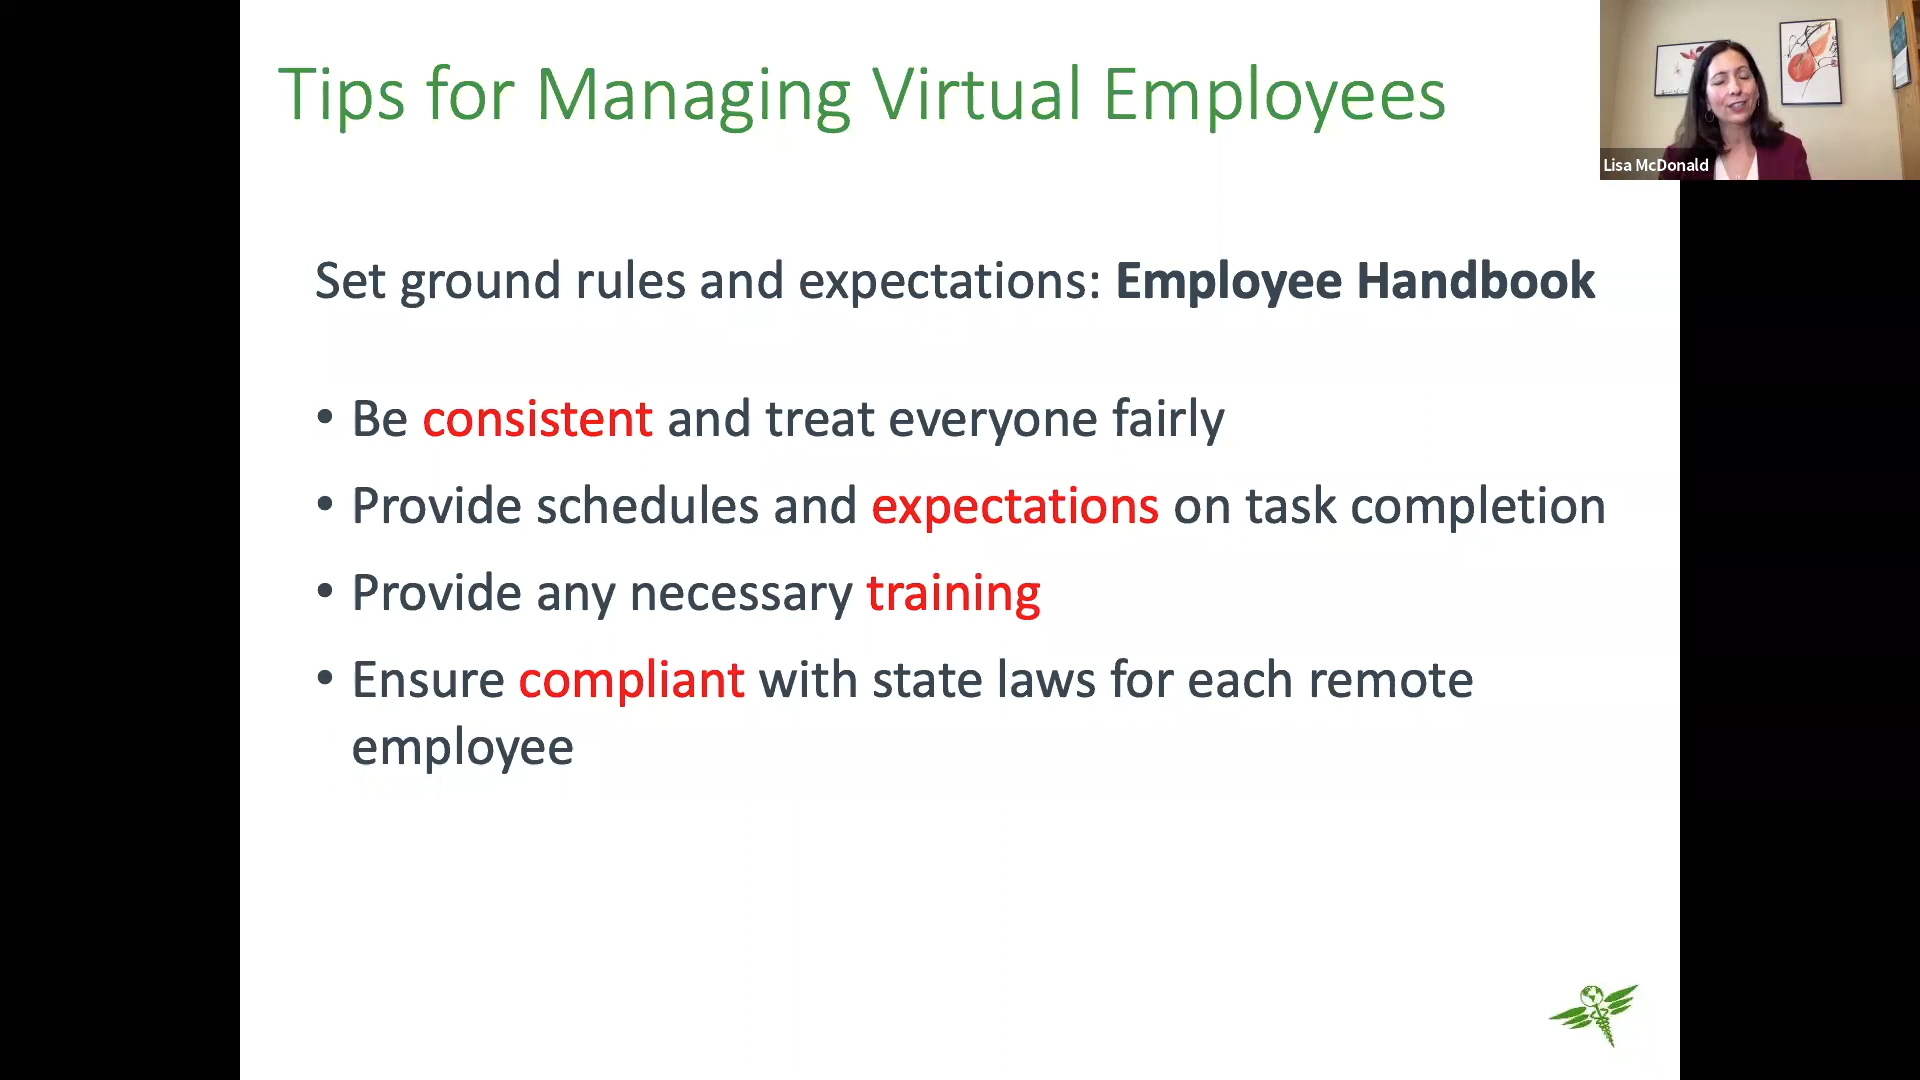 Tips for Managing Virtual Employees
Lisa McDonald
Set ground rules and expectations: Employee Handbook
• Be consistent and treat everyone fairly
• Provide schedules and expectations on task completion
• Provide any necessary training
• Ensure compliant with state laws for each remote
employee